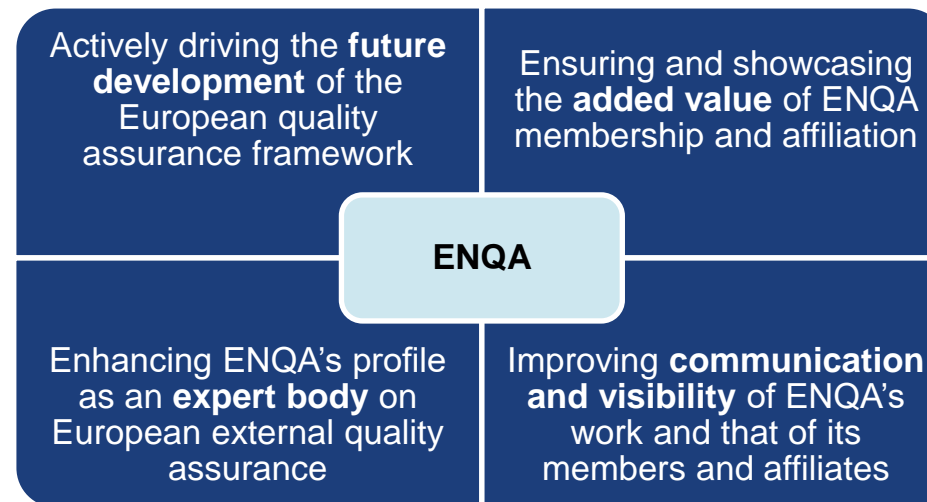 Actively driving the future
development of the
European quality
assurance framework
Ensuring and showcasing
the added value of ENQA
membership and affiliation
ENQA
Enhancing ENQA’s profile
as an expert body on
European external quality
assurance
Improving communication
and visibility of ENQA’s
work and that of its
members and affiliates